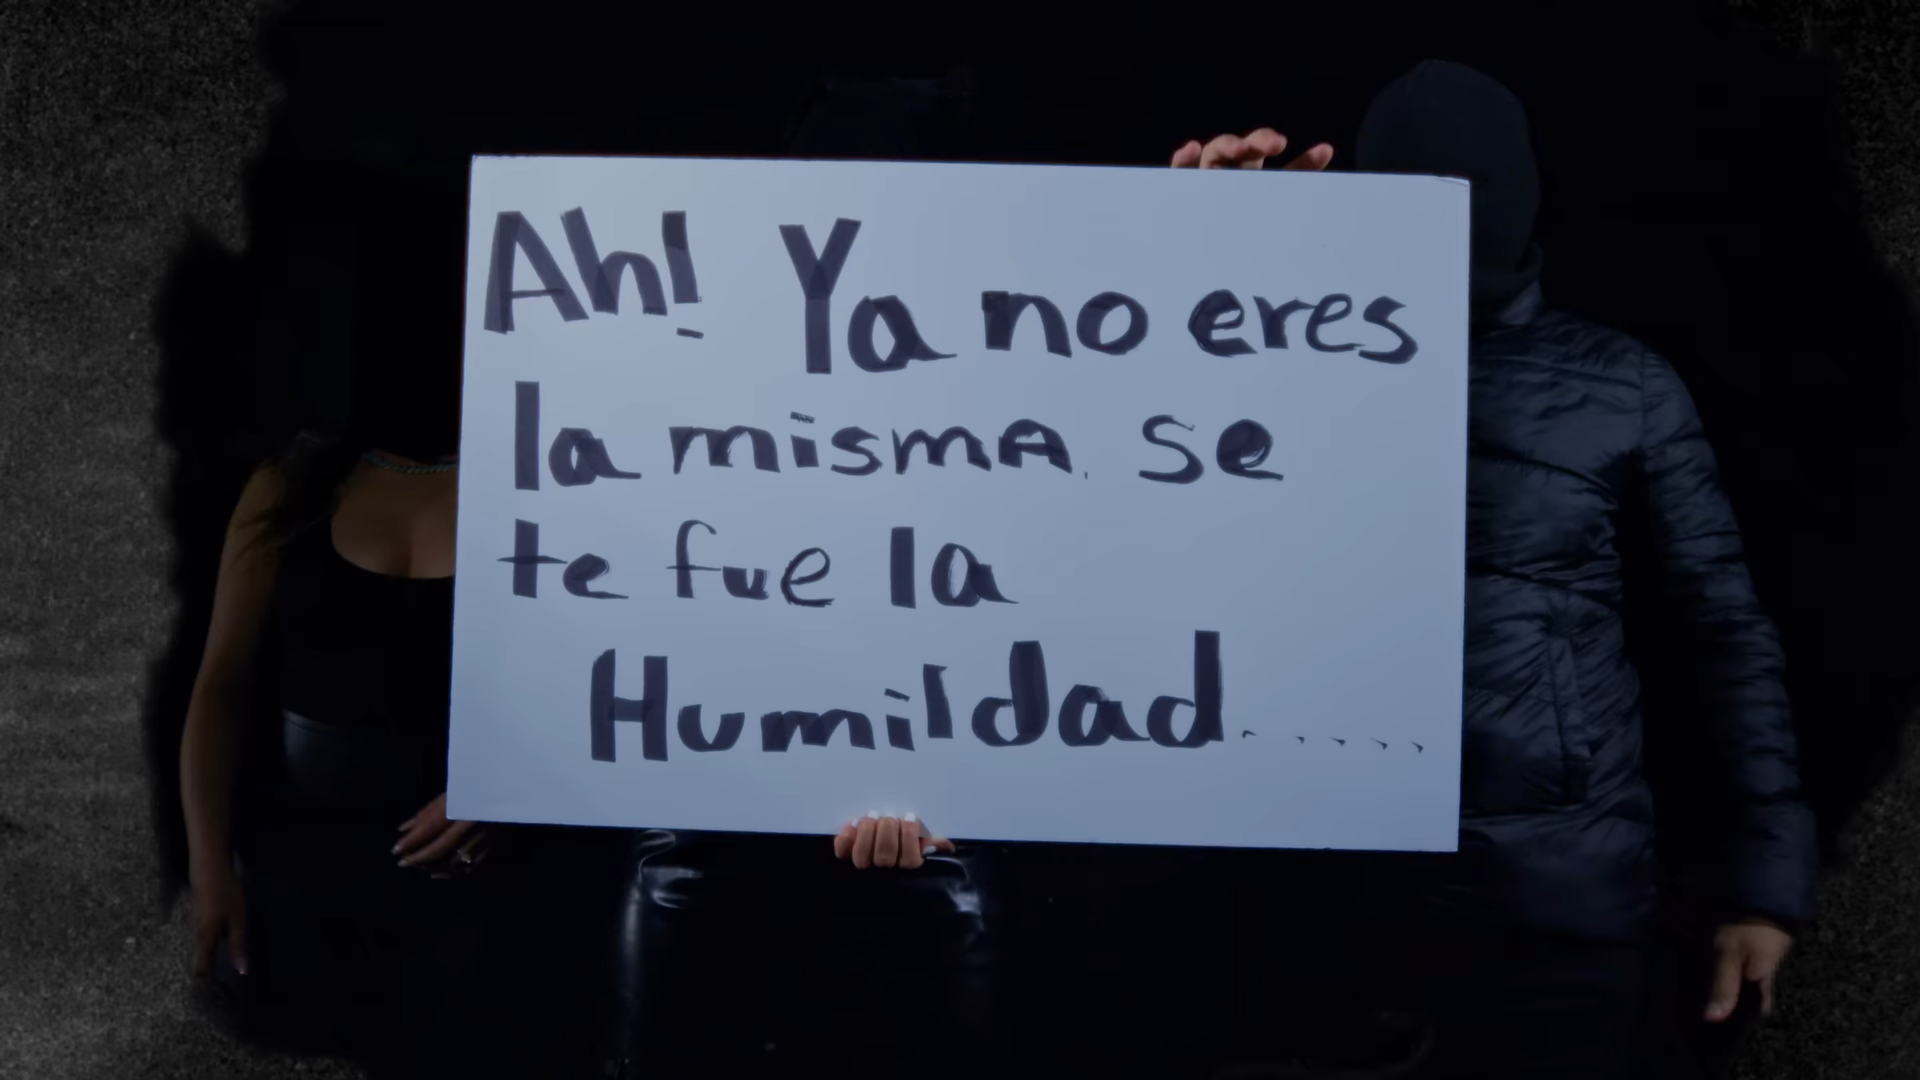 Ah! Ya no eres
la misma. Se
te fue la
Humildad......